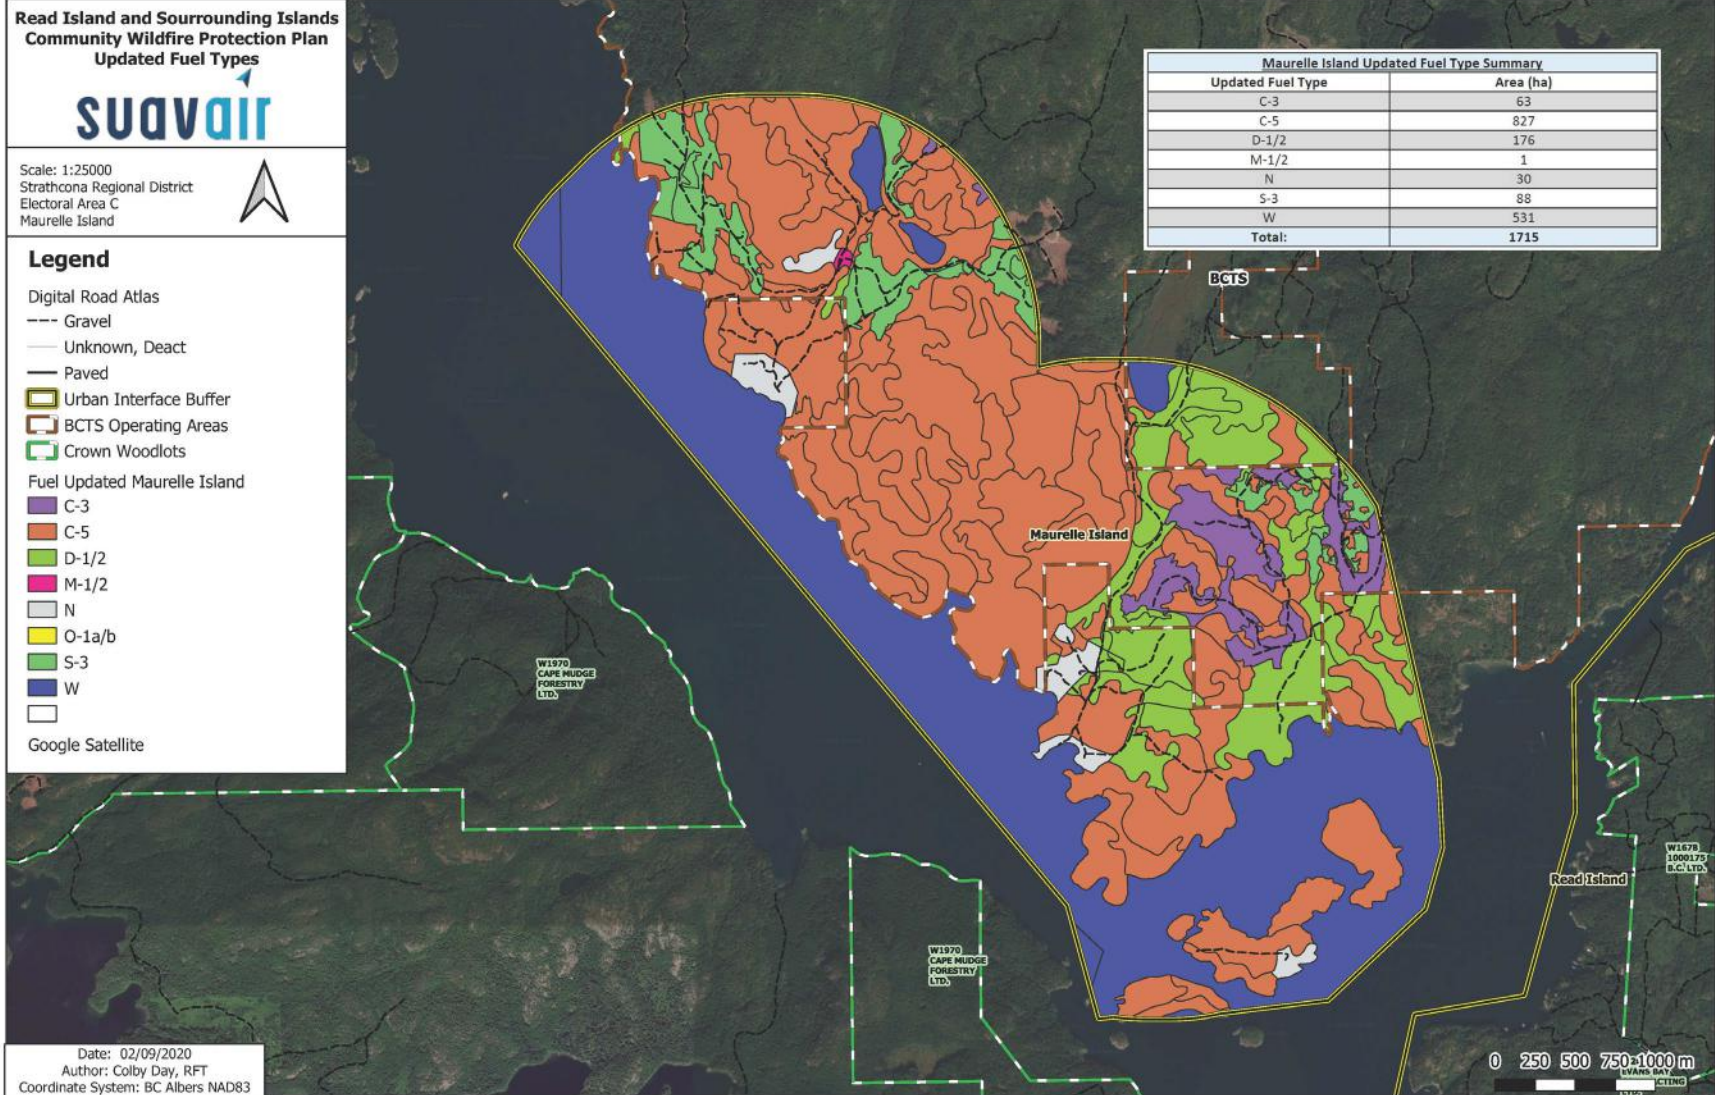 Read Island and Sourrounding Islands
Community Wildfire Protection Plan
Updated Fuel Types
suavair
Scale: 1:25000
Strathcona Regional District
Electoral Area C
Maurelle Island
Legend
Digital Road Atlas
Gravel
Unknown, Deact
Paved
Urban Interface Buffer
BCTS Operating Areas
Crown Woodlots
Fuel Updated Maurelle Island
C-3
C-5
D-1/2
M-1/2
N
O-1a/b
S-3
W
Google Satellite
Date: 02/09/2020
Author: Colby Day, RFT
Coordinate System: BC Albers NAD83
Maurelle Island Updated Fuel Type Summary
Updated Fuel Type Area (ha)
C-3 63
C-5 827
D-1/2 176
M-1/2 1
N 30
S-3 88
W 531
Total: 1715
BCTS
Maurelle Island
W1970
CAPE MUDGE
FORESTRY
LTD.
W1970
CAPE MUDGE
FORESTRY
LTD.
Read Island
W1678
1000175
B.C. LTD.
0 250 500 750 1000 m
EVANS BAY